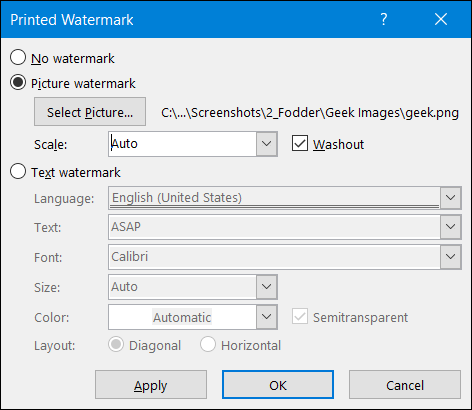 Printed Watermark ?
No watermark
Picture watermark
Select Picture... C:\...\Screenshots\2_Fodder\Geek Images\geek.png
Scale: Auto Washout
Text watermark
Language: English (United States)
Text: ASAP
Font: Calibri
Size: Auto
Color: Automatic Semitransparent
Layout: Diagonal Horizontal
Apply OK Cancel